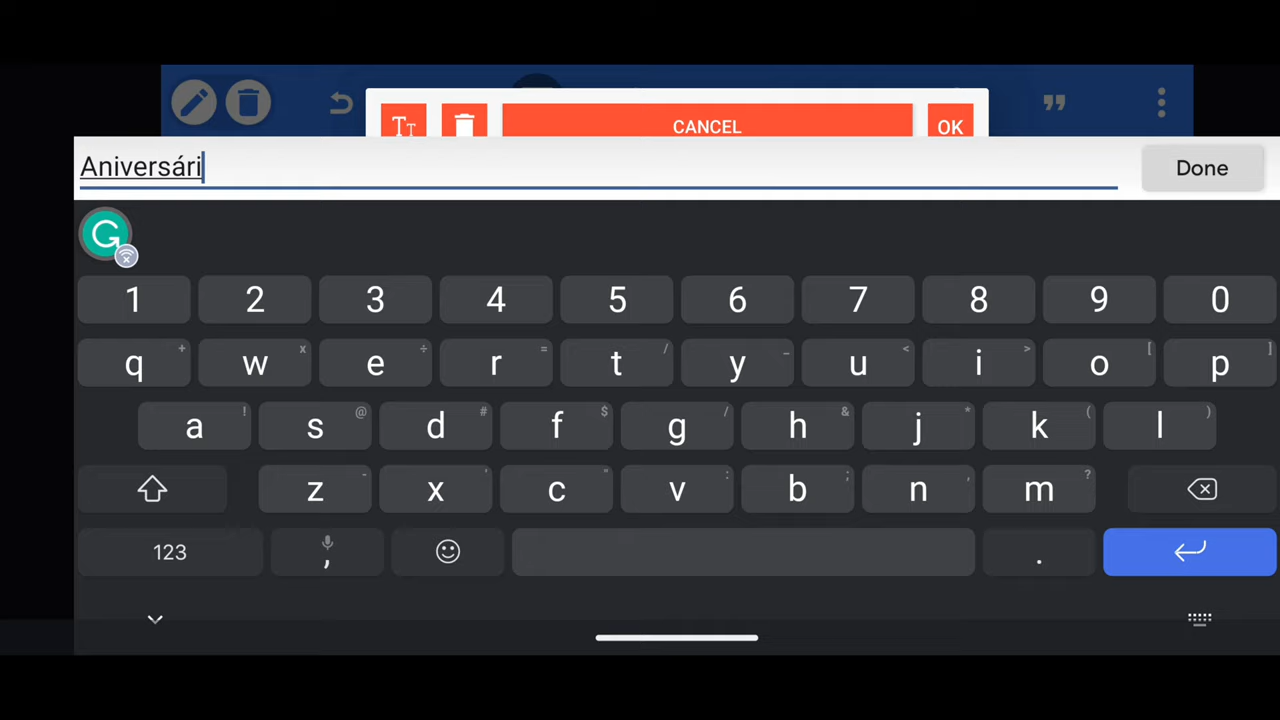 CANCEL OK
Aniversári Done
1 2 3 4 5 6 7 8 9 0
q + w x e ÷ r = t / y _ u < i > o [ p ]
a ! s @ d # f $ g / h & j * k ( l )
z - x ' c " v : b ; n , m ?
123 , .